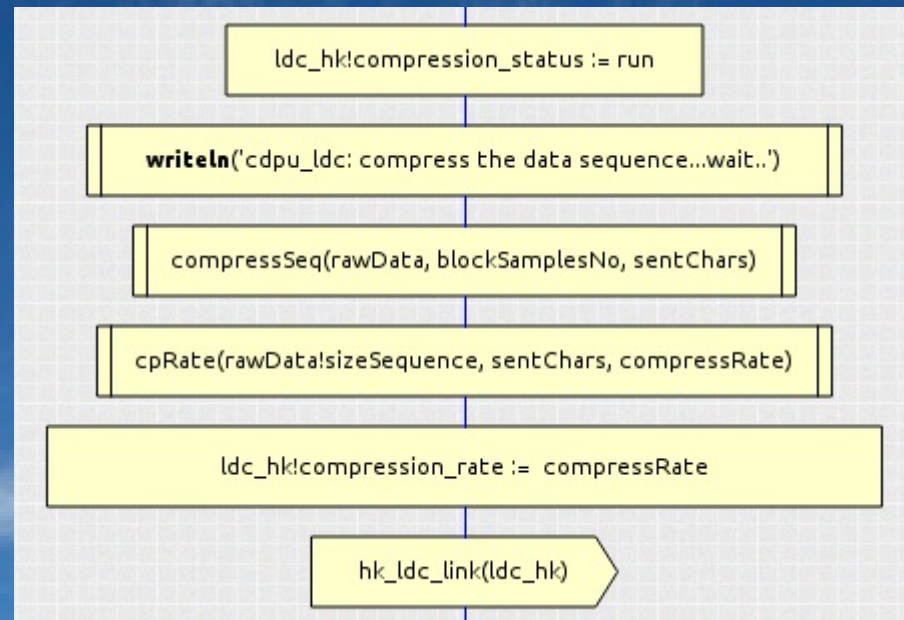 ldc_hk!compression_status := run
writeln('cdpu_ldc: compress the data sequence...wait..')
compressSeq(rawData, blockSamplesNo, sentChars)
cpRate(rawData!sizeSequence, sentChars, compressRate)
ldc_hk!compression_rate := compressRate
hk_ldc_link(ldc_hk)